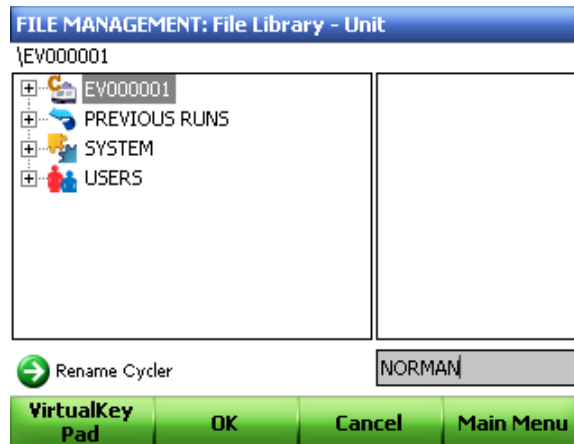 FILE MANAGEMENT: File Library - Unit
\EV000001
EV000001
PREVIOUS RUNS
SYSTEM
USERS
Rename Cycler NORMAN
VirtualKey Pad OK Cancel Main Menu